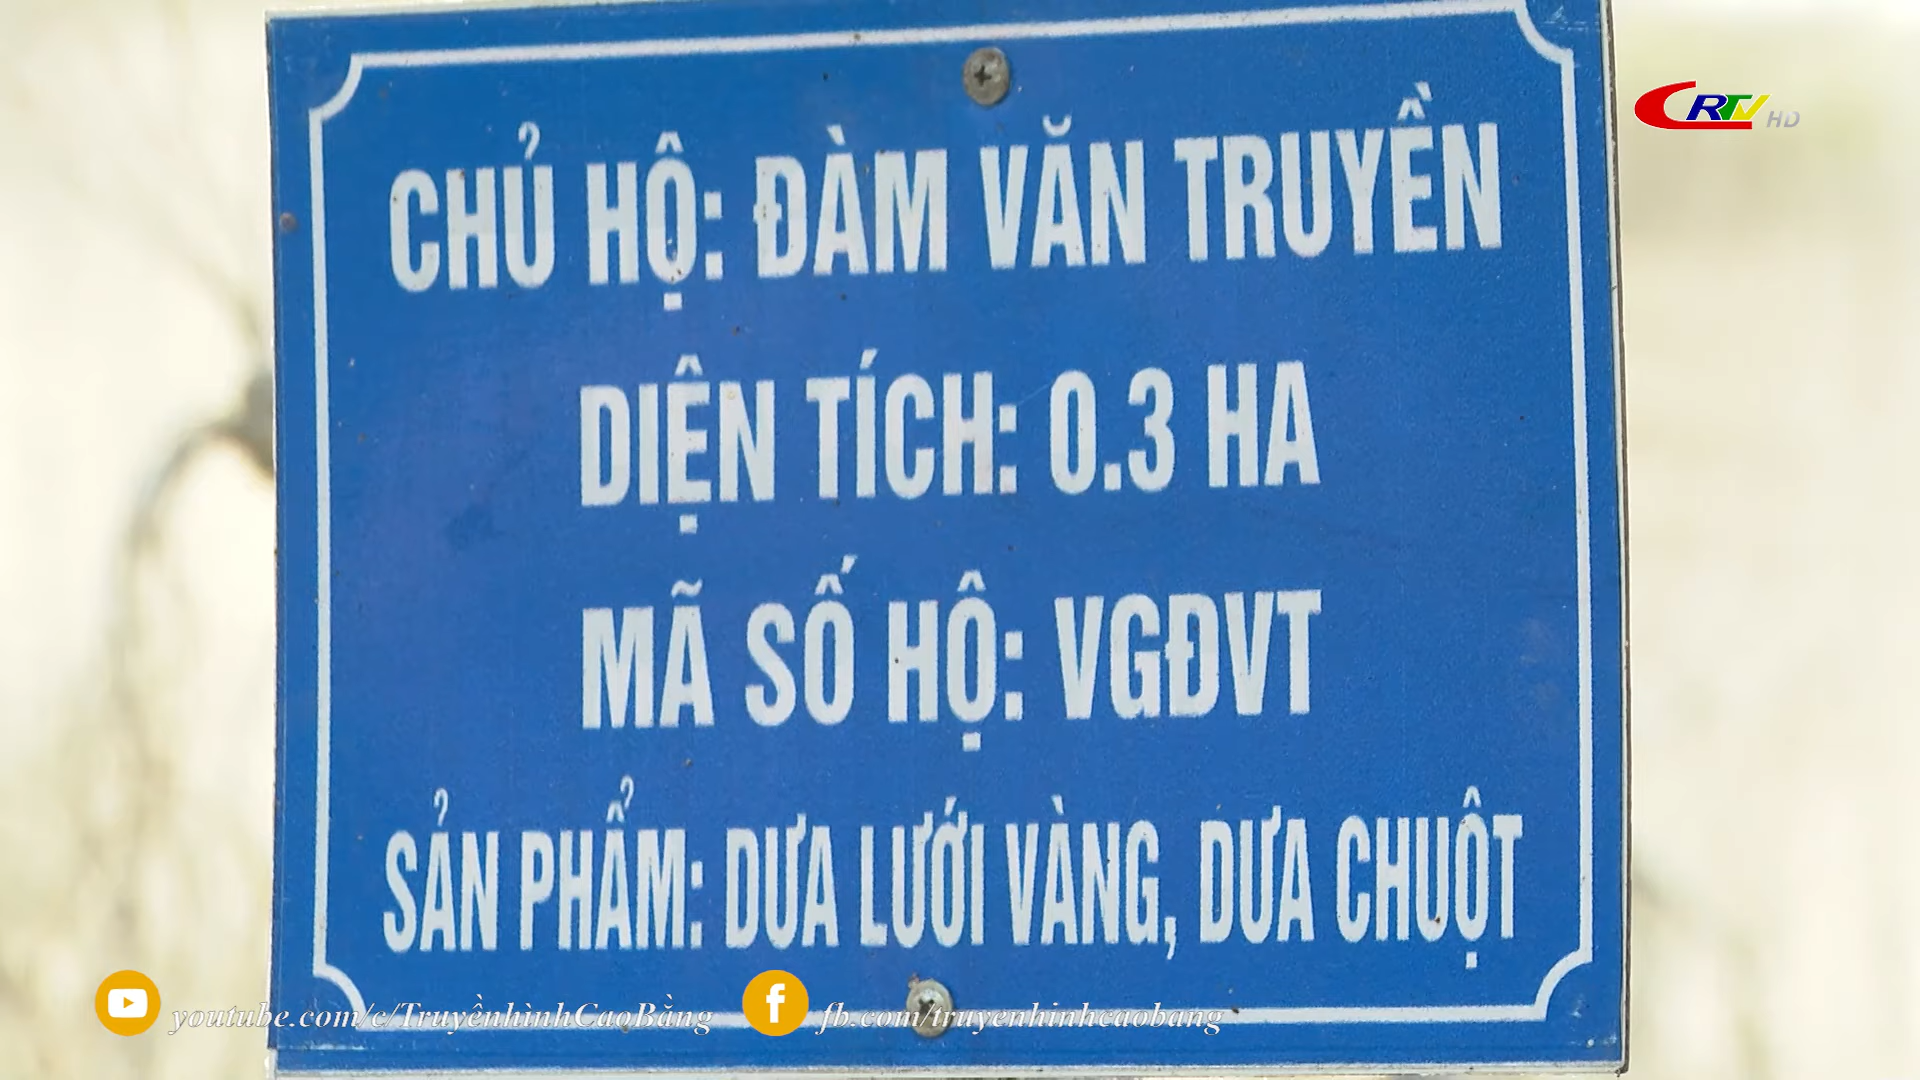 CRTV HD
CHỦ HỘ: ĐÀM VĂN TRUYỀN
DIỆN TÍCH: 0.3 HA
MÃ SỐ HỘ: VGĐVT
SẢN PHẨM: DƯA LƯỚI VÀNG, DƯA CHUỘT
youtube.com/c/TruyềnhìnhCaoBằng
fb.com/truyenhinhcaobang